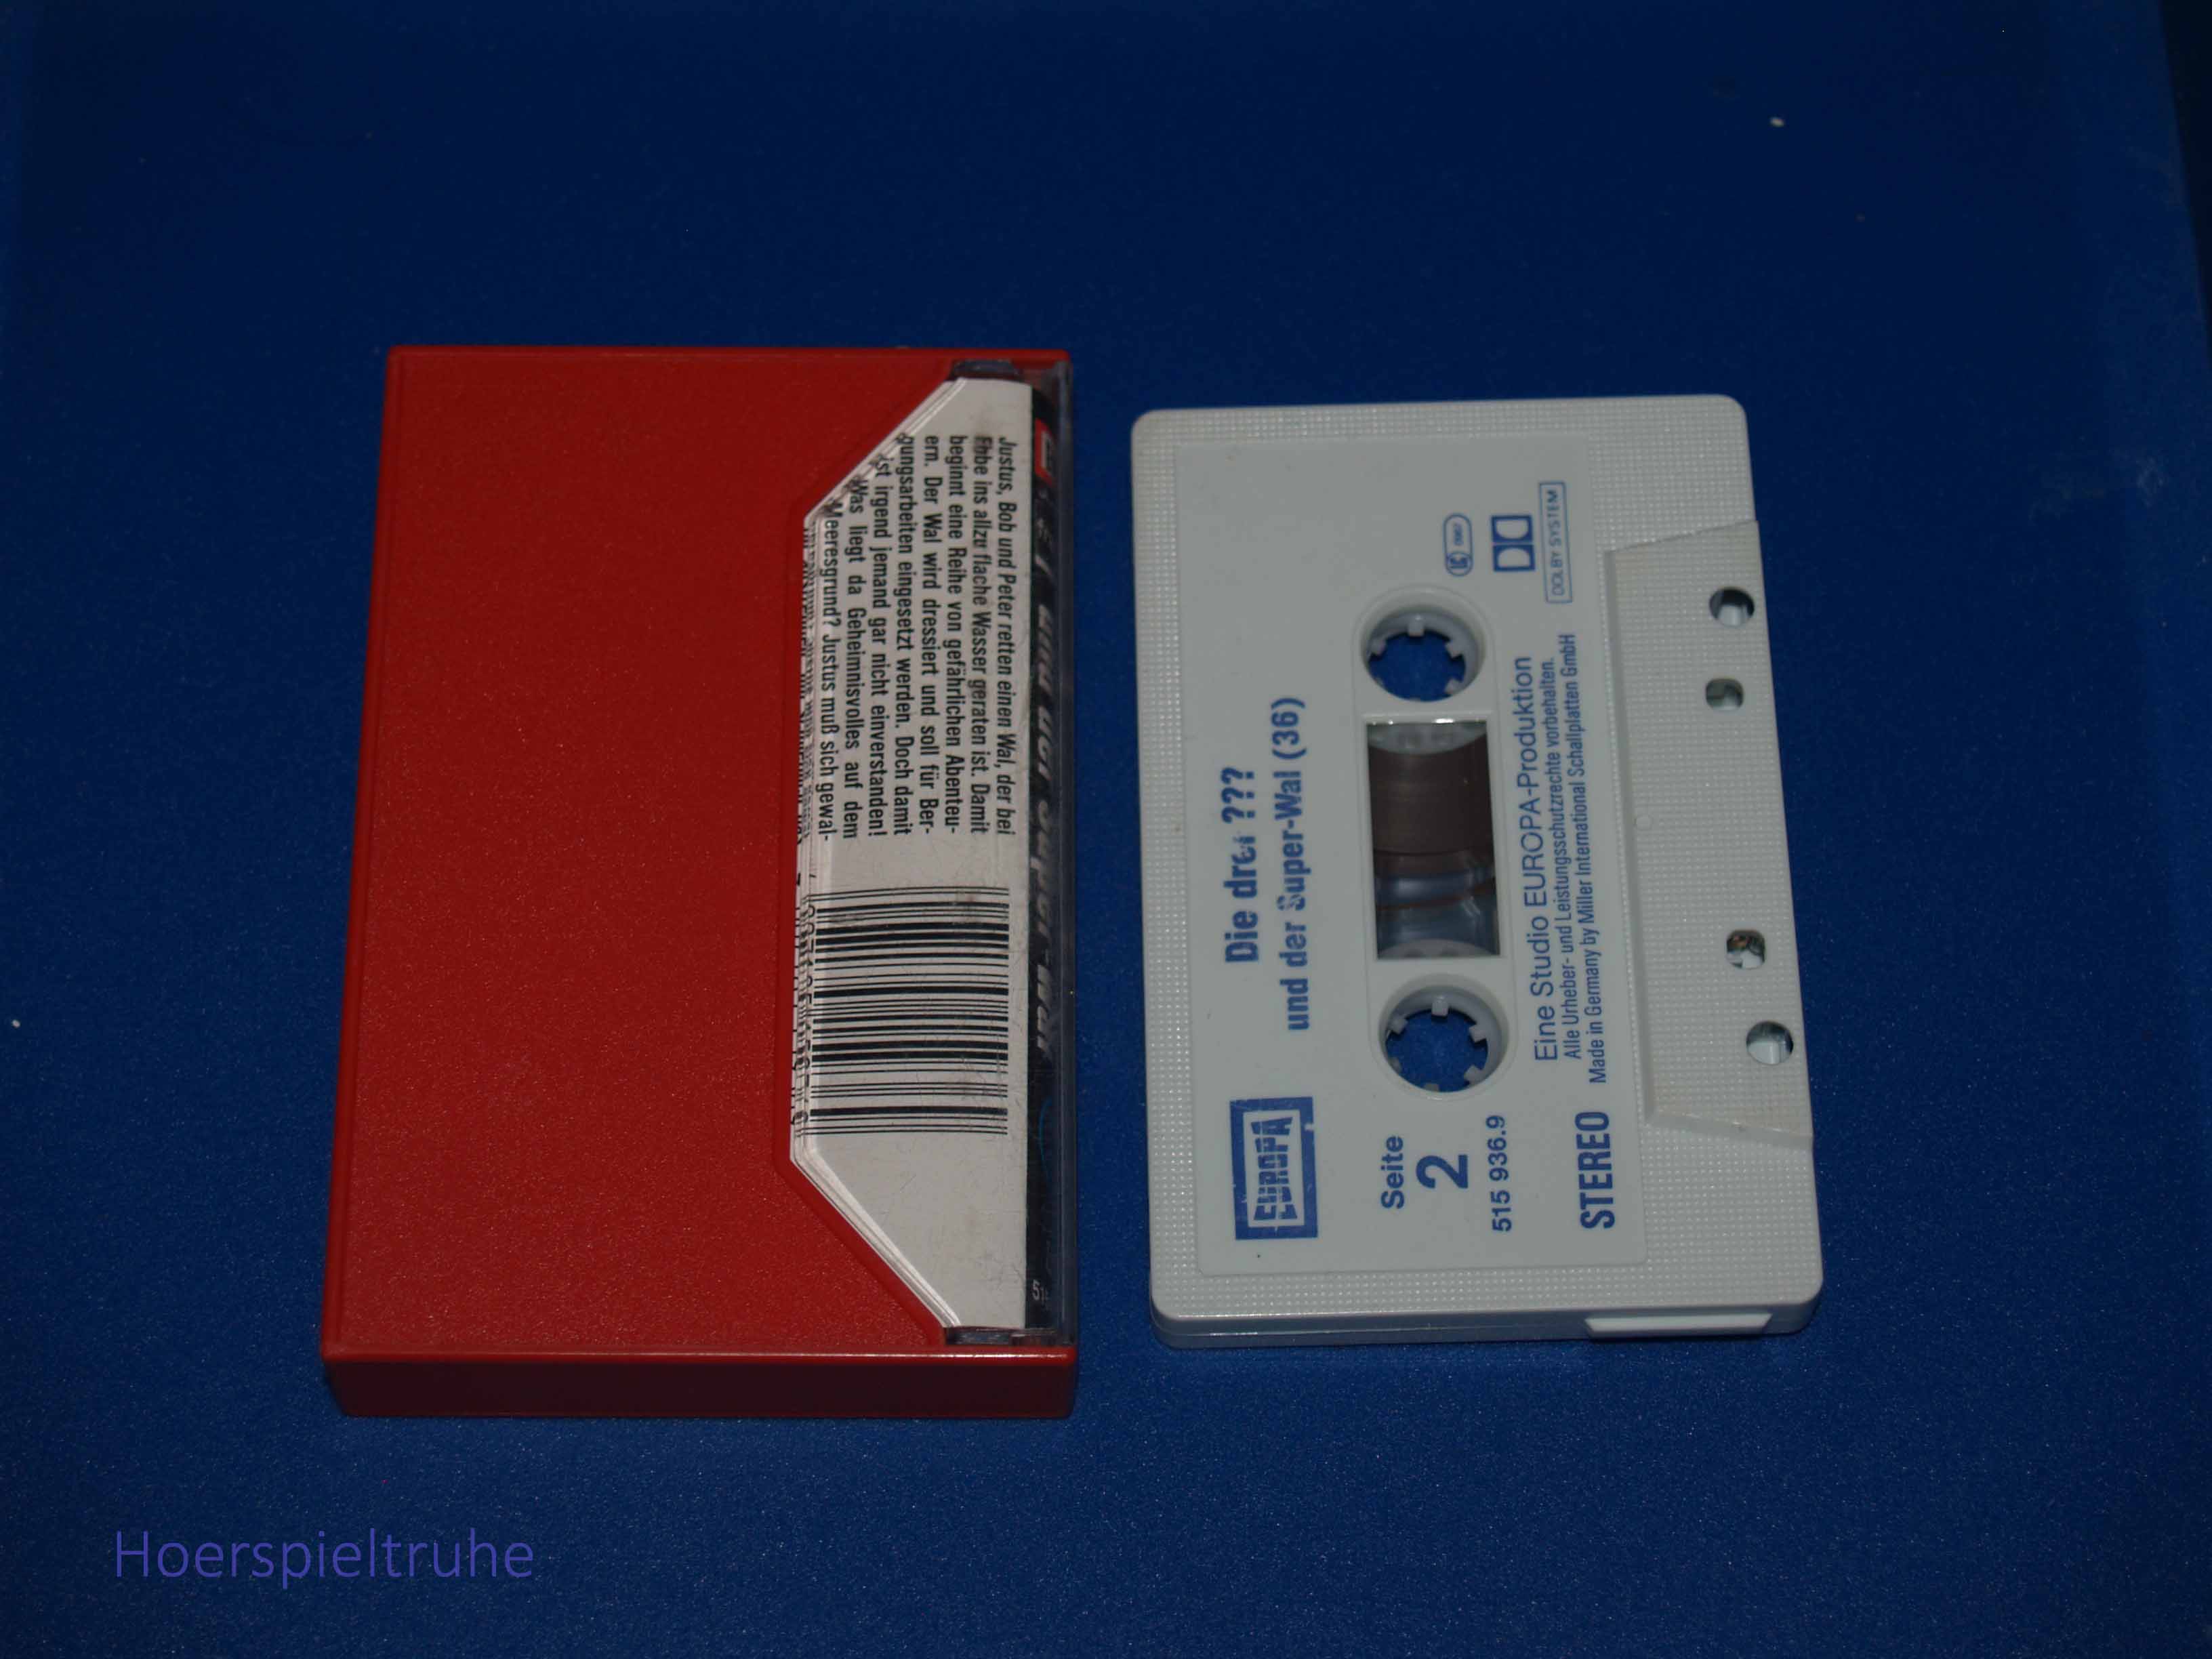 Justus, Bob und Peter retten einen Wal, der bei
Ebbe ins allzu flache Wasser geraten ist. Damit
beginnt eine Reihe von gefährlichen Abenteu-
ern. Der Wal wird dressiert und soll für Ber-
gungsarbeiten eingesetzt werden. Doch damit
ist irgend jemand gar nicht einverstanden!
Was liegt da Geheimnisvolles auf dem
Meeresgrund? Justus muß sich gewal-
und der Super-Wal
Die drei ???
und der Super-Wal (36)
EUROPA
Seite
2
515 936.9
DOLBY SYSTEM
Eine Studio EUROPA-Produktion
Alle Urheber- und Leistungsschutzrechte vorbehalten.
Made in Germany by Miller International Schallplatten GmbH
STEREO
Hoerspieltruhe